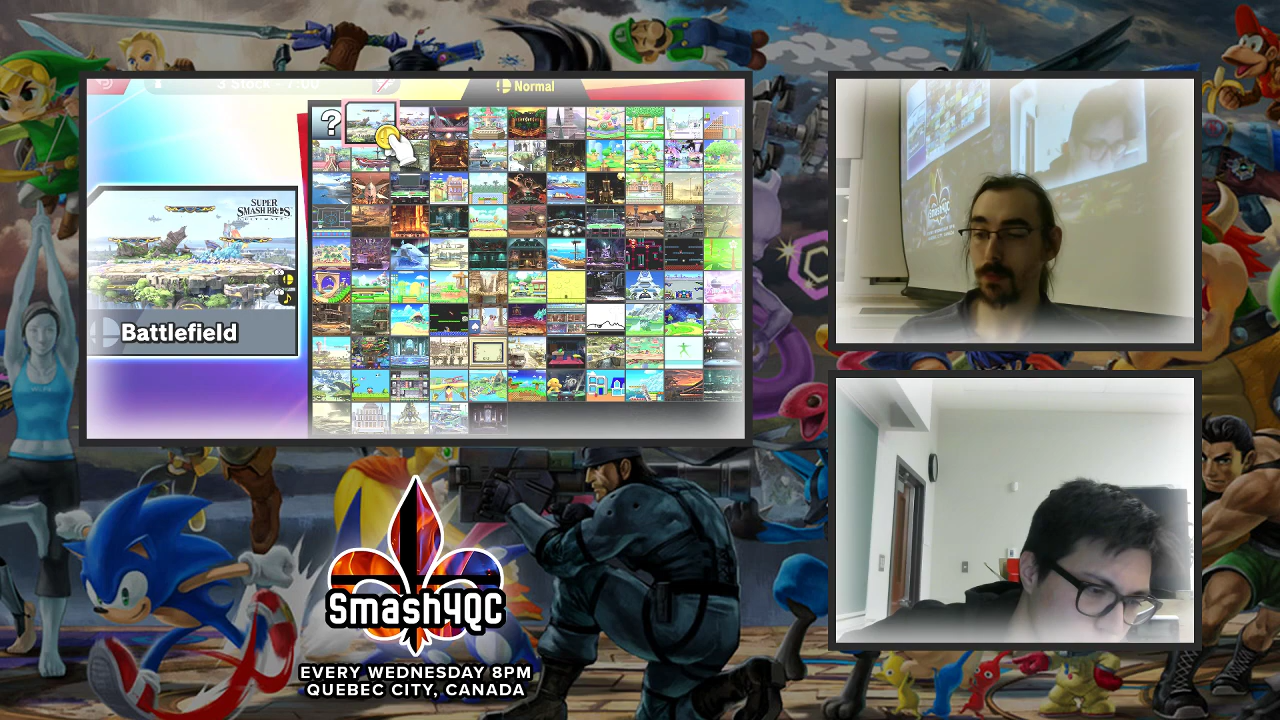 3 Stock - 7:00
Normal
?
SUPER
SMASH BROS.
ULTIMATE
Battlefield
Smash4QC
EVERY WEDNESDAY 8PM
QUEBEC CITY, CANADA